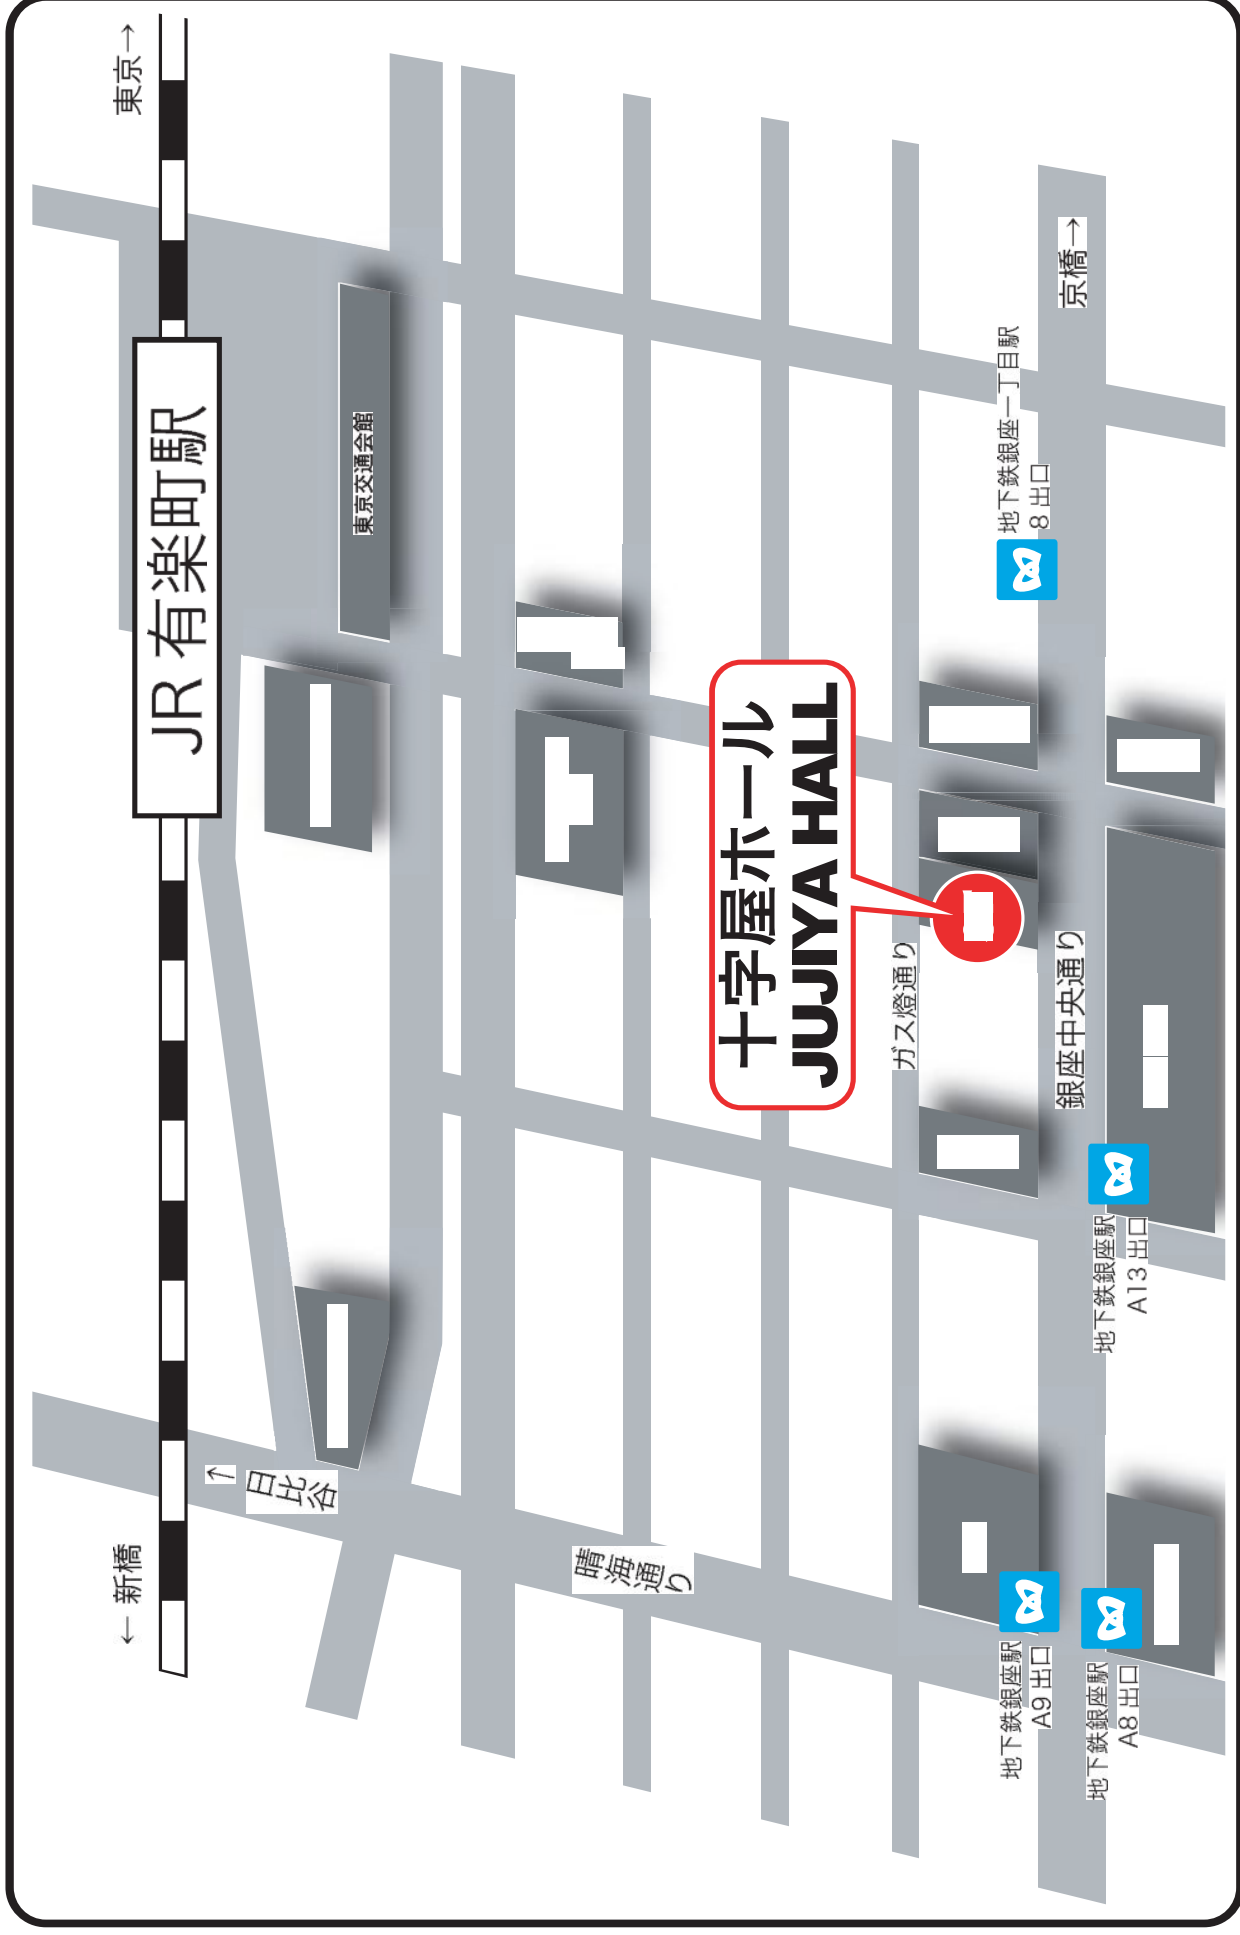 ← 新橋
東京→
JR 有楽町駅
↑
日比谷
東京交通会館
晴海通り
十字屋ホール
JUJIYA HALL
ガス燈通り
地下鉄銀座一丁目駅
8 出口
京橋→
銀座中央通り
地下鉄銀座駅
A13 出口
地下鉄銀座駅
A9 出口
地下鉄銀座駅
A8 出口